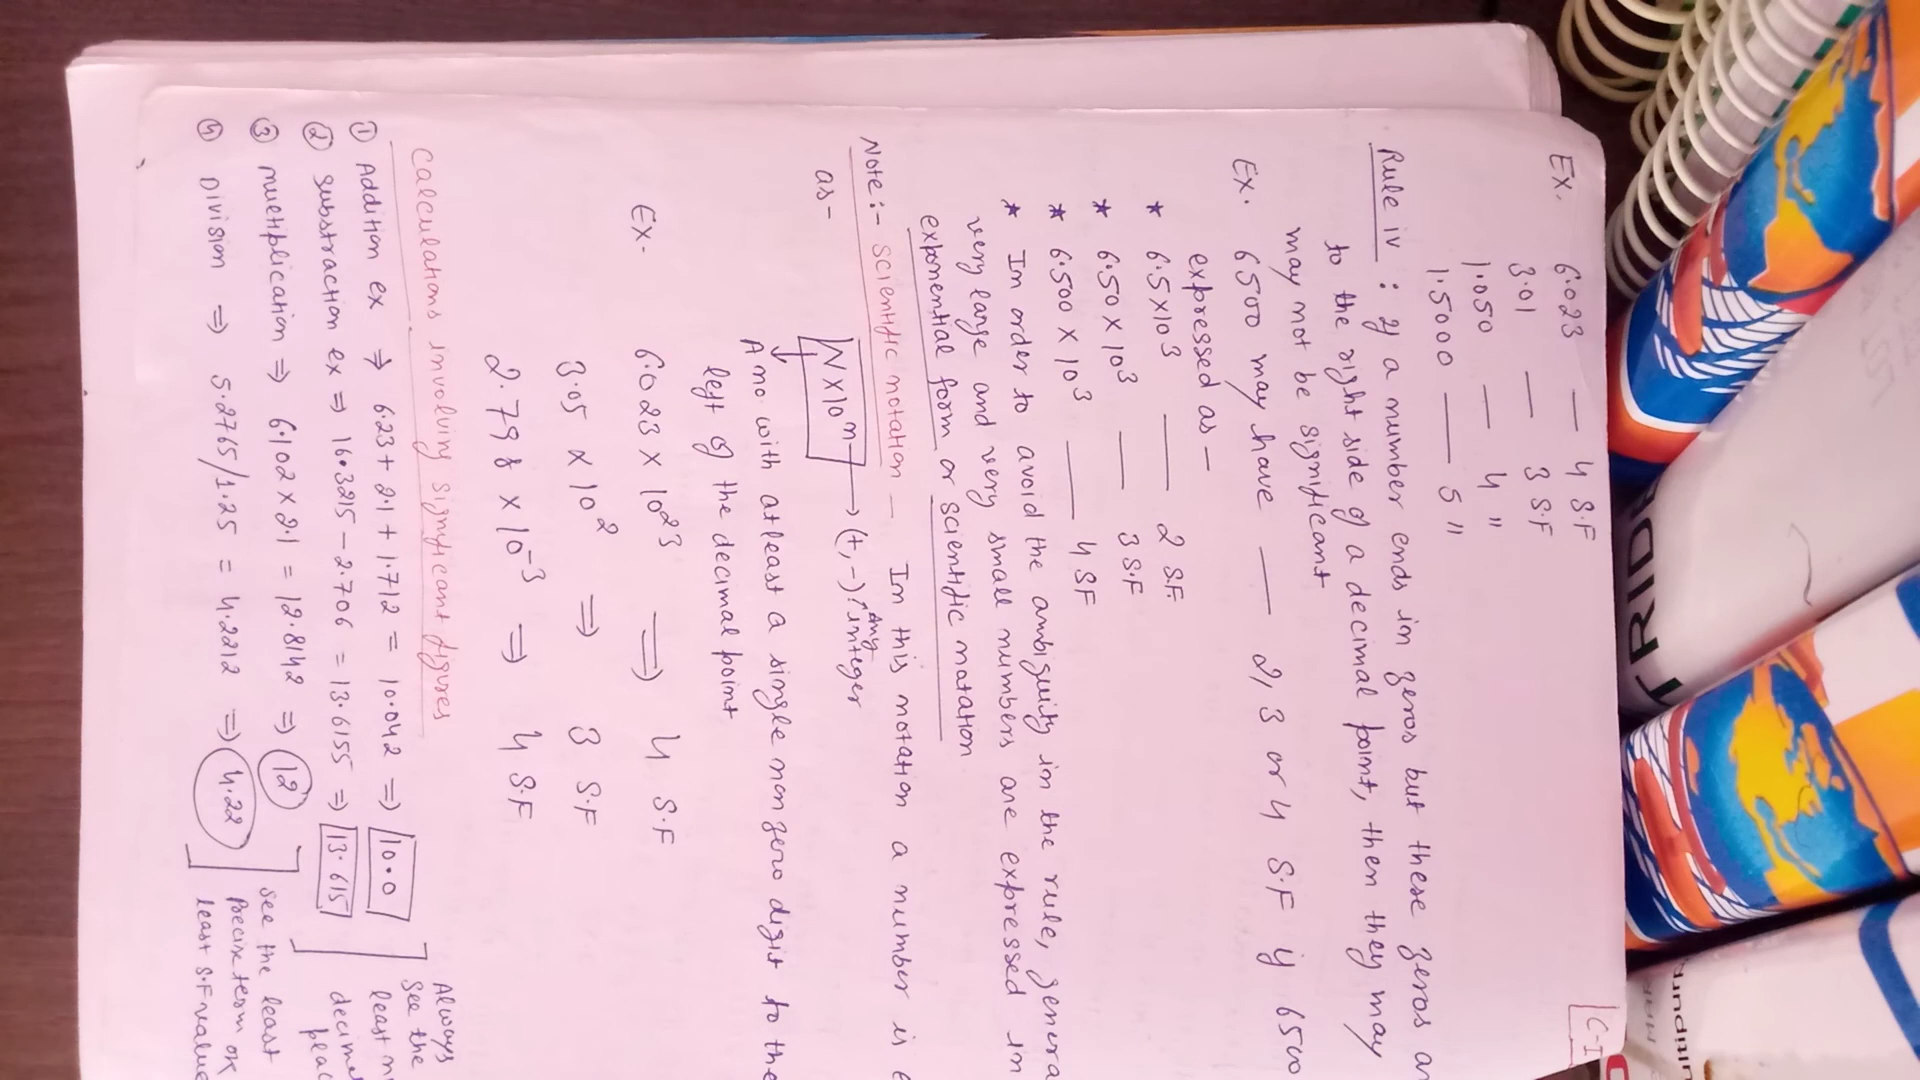 C-I
Ex. 6.023 — 4 S.F
3.01 — 3 S.F
1.050 — 4 "
1.5000 — 5 "
Rule iv : If a number ends in zeros but these zeros ar
to the right side of a decimal point, then they may
may not be significant
Ex. 6500 may have — 2, 3 or 4 S.F if 6500
expressed as -
* 6.5 x 10³ — 2 S.F.
* 6.50 x 10³ — 3 S.F
* 6.500 x 10³ — 4 SF
* In order to avoid the ambiguity in the rule, genera
very large and very small numbers are expressed in
exponential form or scientific notation
Note :- Scientific notation - In this notation a number is e
as-
N x 10ⁿ → (+, -) Any integer
A no. with atleast a single non zero digit to the
left of the decimal point
Ex. 6.023 x 10²³ ⇒ 4 S.F
3.05 x 10² ⇒ 3 S.F
2.798 x 10⁻³ ⇒ 4 S.F
Calculations involving significant figures
① Addition ex ⇒ 6.23 + 2.1 + 1.712 = 10.042 ⇒ 10.0
② substraction ex ⇒ 16.3215 - 2.706 = 13.6155 ⇒ 13.615
Always
See the
least n
decima
plac
③ multiplication ⇒ 6.102 x 2.1 = 12.8142 ⇒ 12
④ Division ⇒ 5.2765/1.25 = 4.2212 ⇒ 4.22
see the least
precise term or
least S.F value
TRIDE